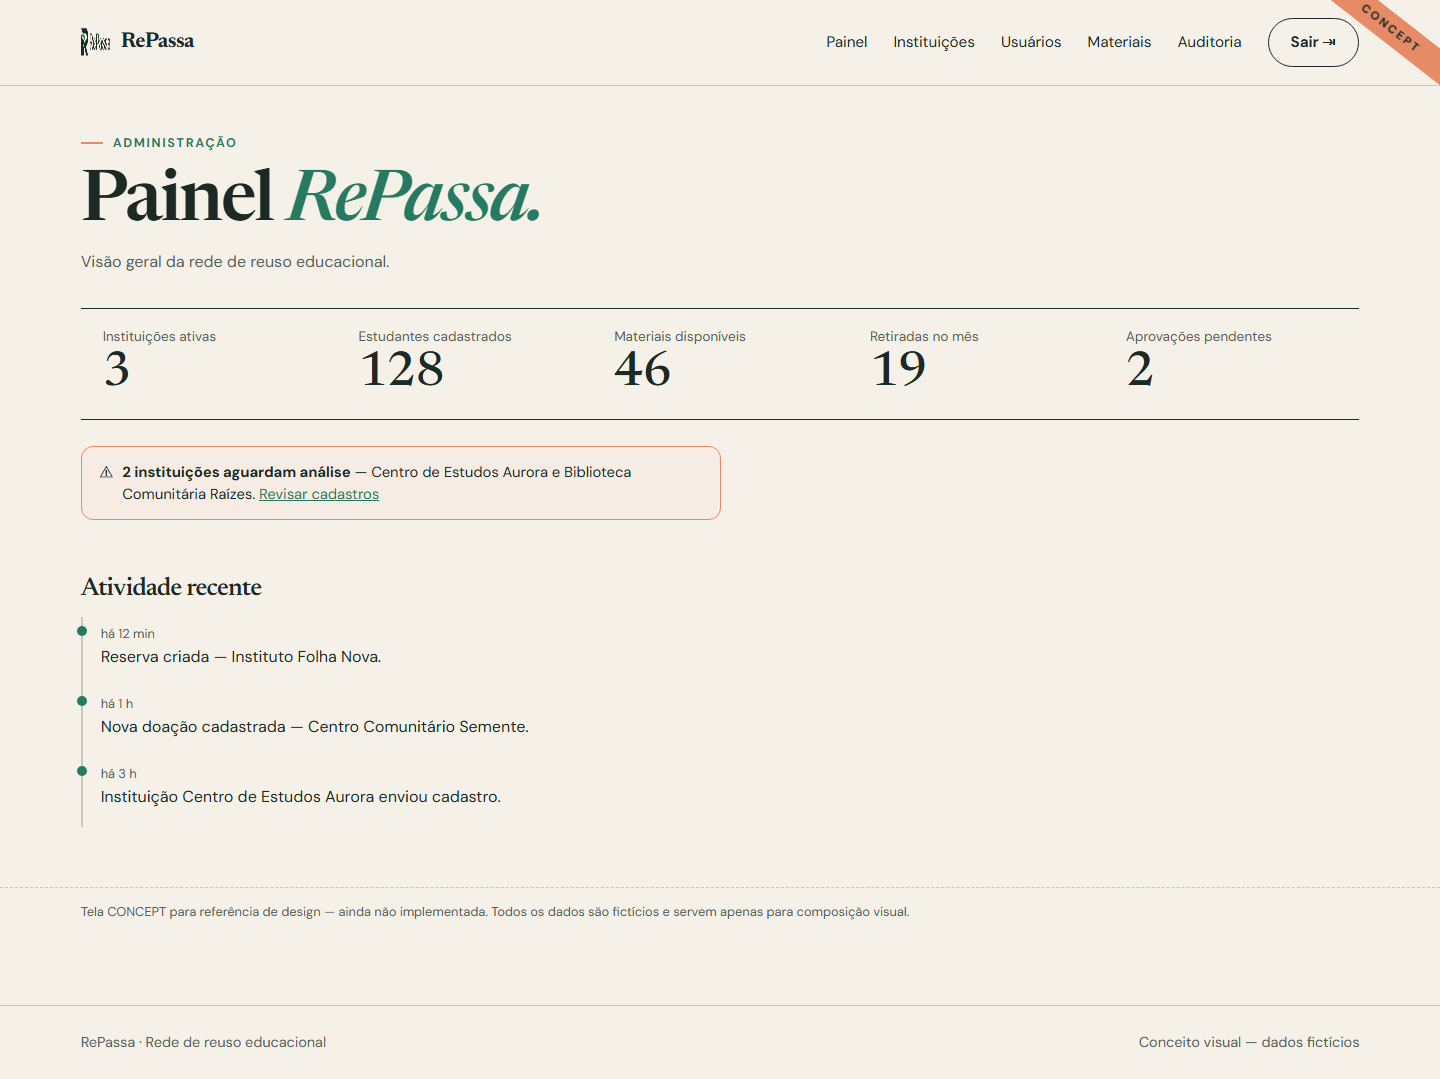 RePassa
Painel Instituições Usuários Materiais Auditoria Sair ⇥
CONCEPT
ADMINISTRAÇÃO
Painel RePassa.
Visão geral da rede de reuso educacional.
Instituições ativas Estudantes cadastrados Materiais disponíveis Retiradas no mês Aprovações pendentes
3 128 46 19 2
⚠ 2 instituições aguardam análise — Centro de Estudos Aurora e Biblioteca
Comunitária Raízes. Revisar cadastros
Atividade recente
há 12 min
Reserva criada — Instituto Folha Nova.
há 1 h
Nova doação cadastrada — Centro Comunitário Semente.
há 3 h
Instituição Centro de Estudos Aurora enviou cadastro.
Tela CONCEPT para referência de design — ainda não implementada. Todos os dados são fictícios e servem apenas para composição visual.
RePassa · Rede de reuso educacional
Conceito visual — dados fictícios